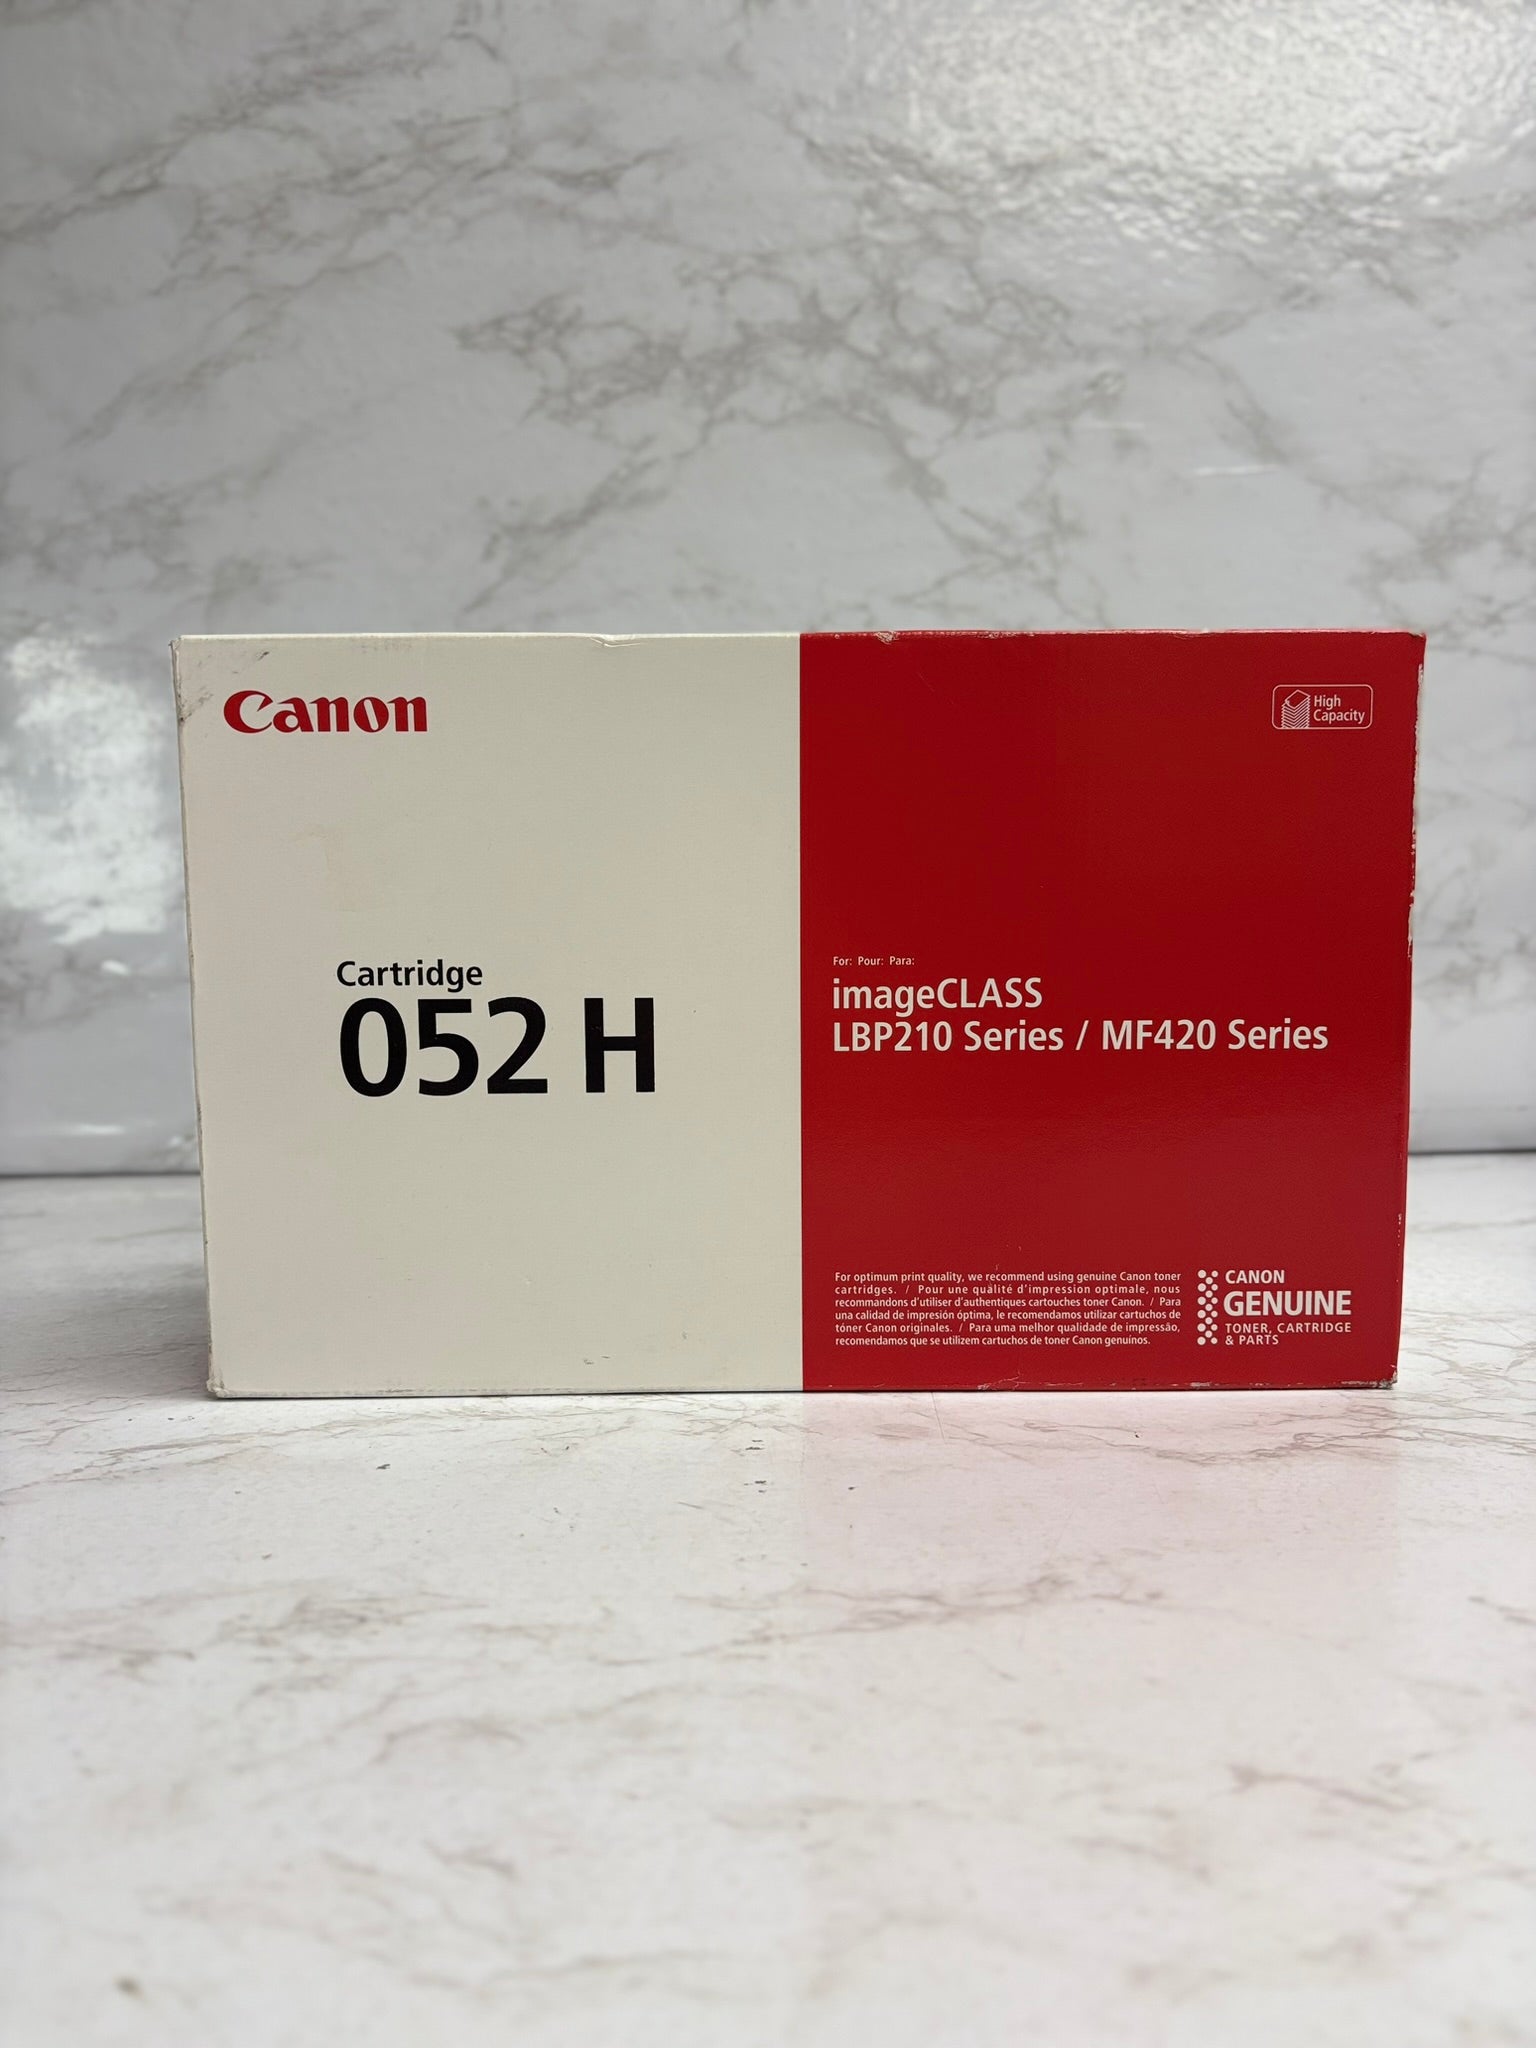 Canon
High
Capacity
Cartridge
052 H
For: Pour: Para:
imageCLASS
LBP210 Series / MF420 Series
For optimum print quality, we recommend using genuine Canon toner
cartridges. / Pour une qualité d'impression optimale, nous
recommandons d'utiliser d'authentiques cartouches toner Canon. / Para
una calidad de impresión óptima, le recomendamos utilizar cartuchos de
tóner Canon originales. / Para uma melhor qualidade de impressão,
recomendamos que se utilizem cartuchos de toner Canon genuínos.
CANON
GENUINE
TONER, CARTRIDGE
& PARTS